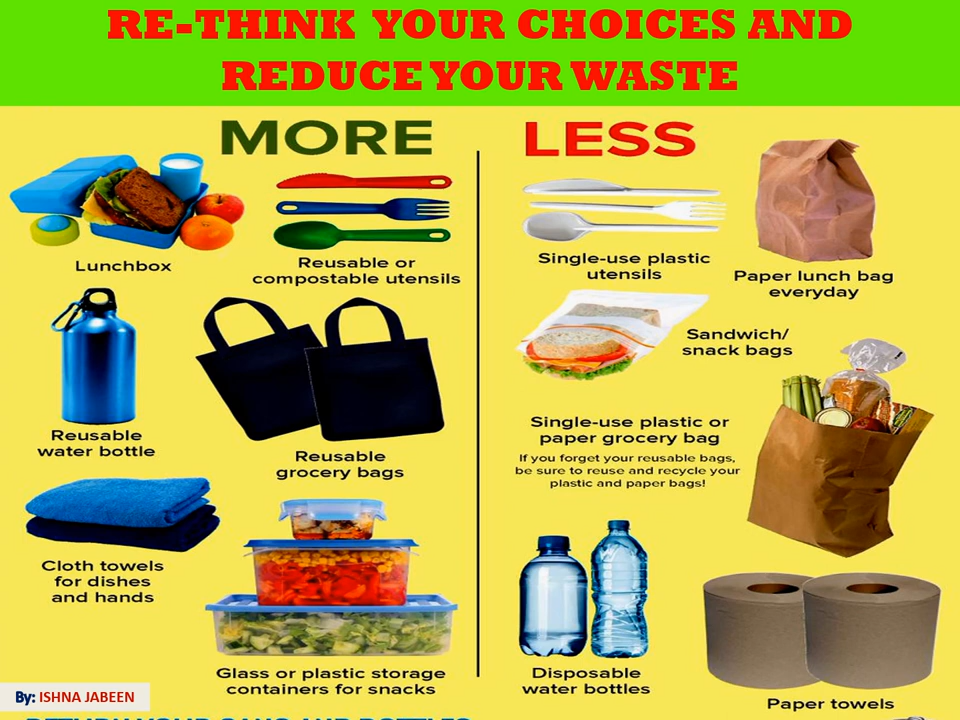 RE-THINK YOUR CHOICES AND
REDUCE YOUR WASTE
MORE
LESS
Lunchbox
Reusable or
compostable utensils
Single-use plastic
utensils
Paper lunch bag
everyday
Reusable
water bottle
Reusable
grocery bags
Sandwich/
snack bags
Single-use plastic or
paper grocery bag
If you forget your reusable bags,
be sure to reuse and recycle your
plastic and paper bags!
Cloth towels
for dishes
and hands
Glass or plastic storage
containers for snacks
Disposable
water bottles
Paper towels
By: ISHNA JABEEN